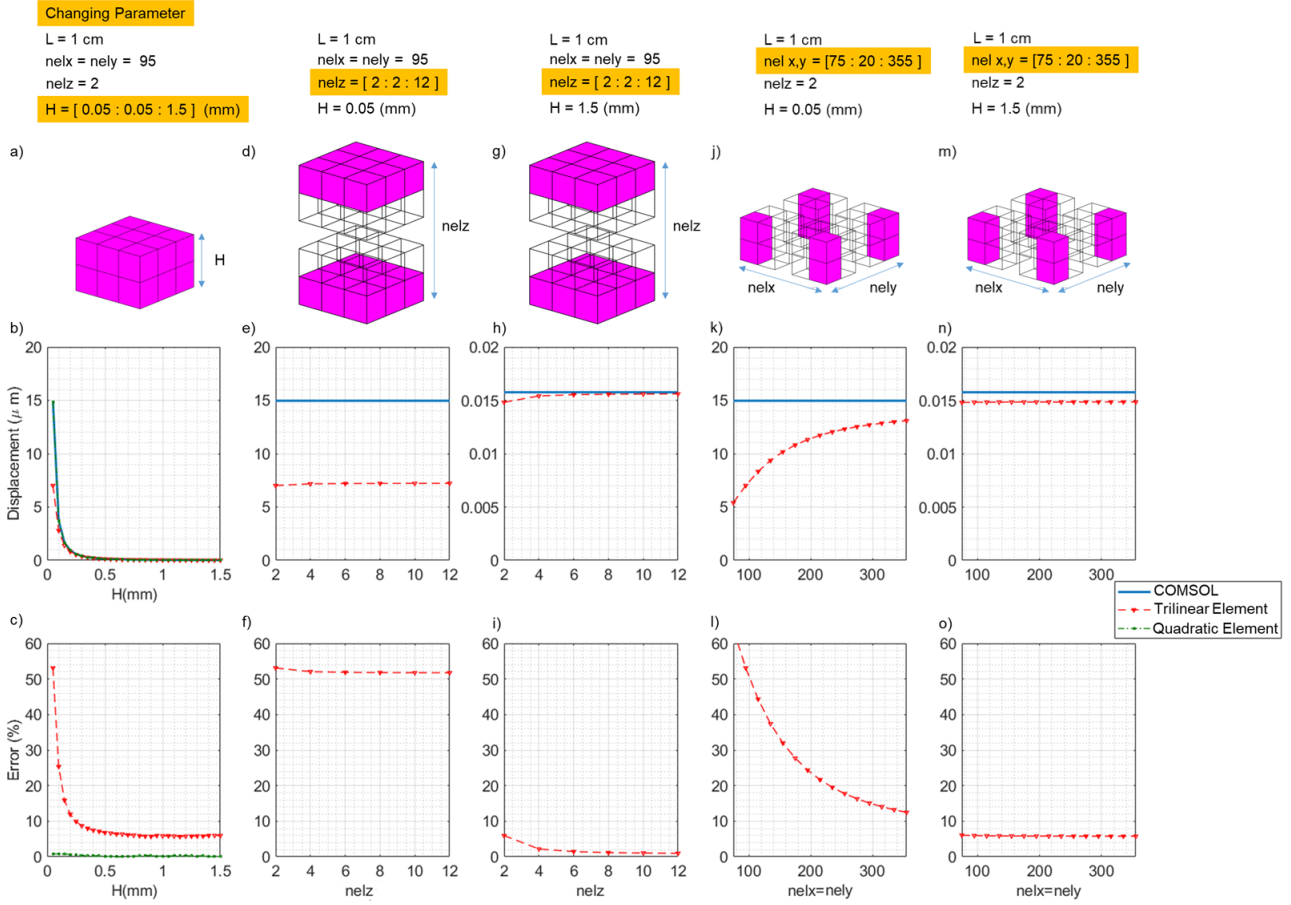 Changing Parameter
L = 1 cm
nelx = nely = 95
nelz = 2
H = [ 0.05 : 0.05 : 1.5 ] (mm)
L = 1 cm
nelx = nely = 95
nelz = [ 2 : 2 : 12 ]
H = 0.05 (mm)
L = 1 cm
nelx = nely = 95
nelz = [ 2 : 2 : 12 ]
H = 1.5 (mm)
L = 1 cm
nel x,y = [75 : 20 : 355 ]
nelz = 2
H = 0.05 (mm)
L = 1 cm
nel x,y = [75 : 20 : 355 ]
nelz = 2
H = 1.5 (mm)
a)
H
d)
nelz
g)
nelz
j)
nelx
nely
m)
nelx
nely
b)
Displacement (μ m)
20
15
10
5
0
0 0.5 1 1.5
H(mm)
e)
20
15
10
5
0
2 4 6 8 10 12
h)
0.02
0.015
0.01
0.005
0
2 4 6 8 10 12
k)
20
15
10
5
0
100 200 300
n)
0.02
0.015
0.01
0.005
0
100 200 300
COMSOL
Trilinear Element
Quadratic Element
c)
Error (%)
60
50
40
30
20
10
0
0 0.5 1 1.5
H(mm)
f)
60
50
40
30
20
10
0
2 4 6 8 10 12
nelz
i)
60
50
40
30
20
10
0
2 4 6 8 10 12
nelz
l)
60
50
40
30
20
10
0
100 200 300
nelx=nely
o)
60
50
40
30
20
10
0
100 200 300
nelx=nely